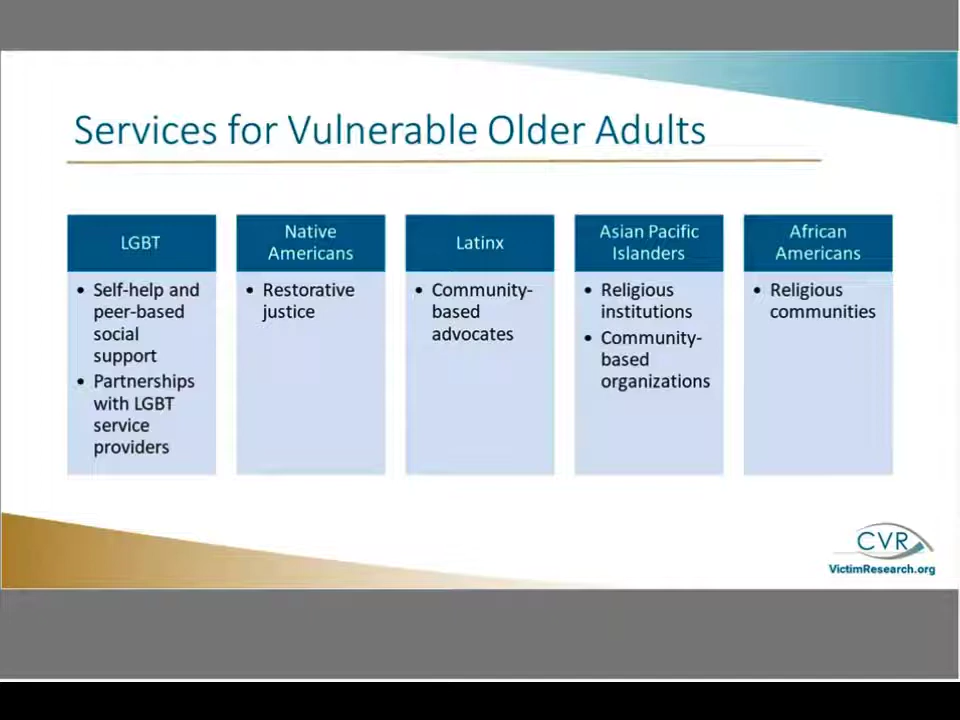 Services for Vulnerable Older Adults
LGBT
• Self-help and
peer-based
social
support
• Partnerships
with LGBT
service
providers
Native
Americans
• Restorative
justice
Latinx
• Community-
based
advocates
Asian Pacific
Islanders
• Religious
institutions
• Community-
based
organizations
African
Americans
• Religious
communities
CVR
VictimResearch.org